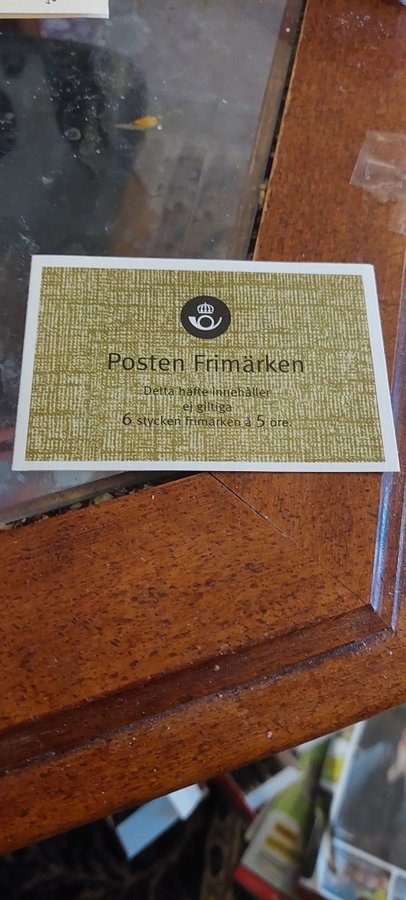 Posten Frimärken
Detta häfte innehåller
ej giltiga
6 stycken frimärken à 5 öre.